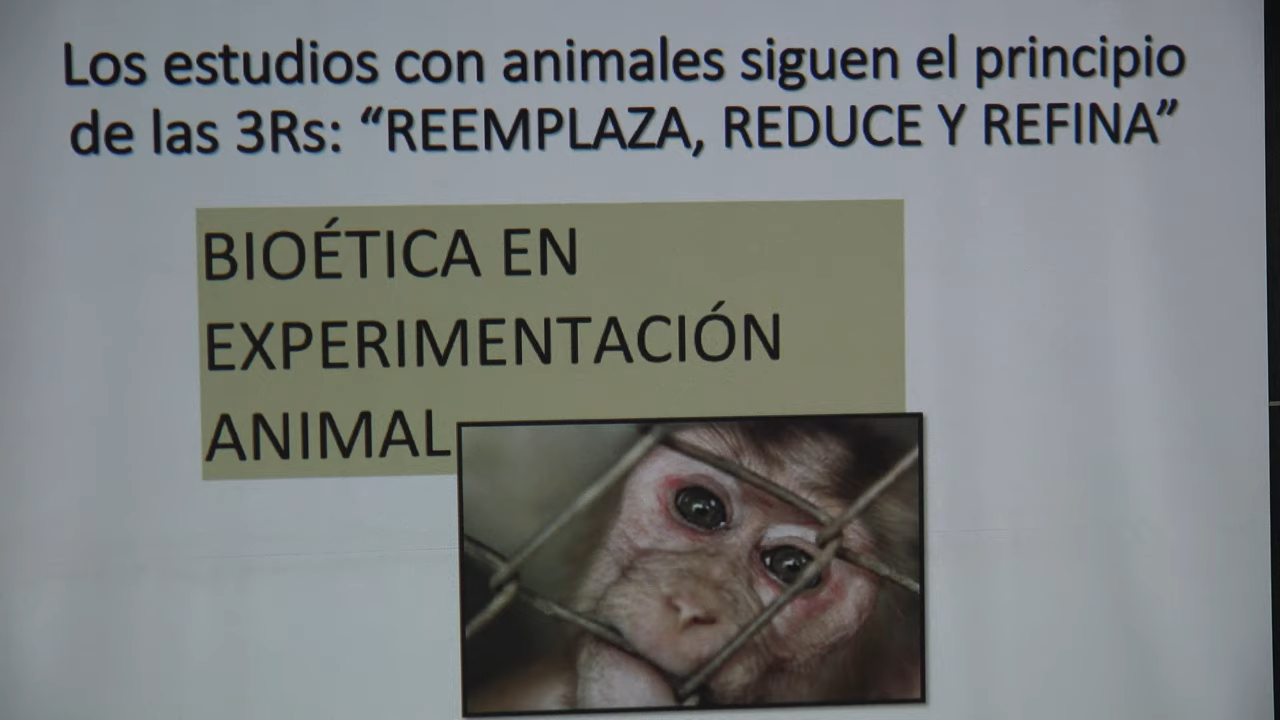 Los estudios con animales siguen el principio
de las 3Rs: “REEMPLAZA, REDUCE Y REFINA”
BIOÉTICA EN
EXPERIMENTACIÓN
ANIMAL